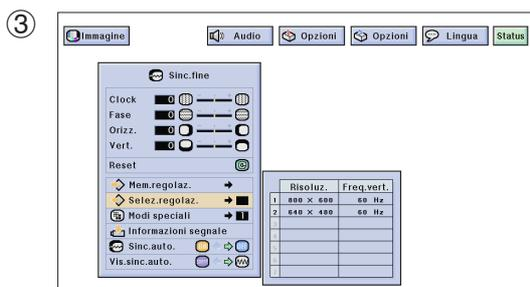 3
Immagine Audio Opzioni Opzioni Lingua Status
Sinc.fine
Clock 0
Fase 0
Orizz. 0
Vert. 0
Reset
Mem.regolaz.
Selez.regolaz.
Modi speciali 1
Informazioni segnale
Sinc.auto.
Vis.sinc.auto.
Risoluz. Freq.vert.
1 800 × 600 60 Hz
2 640 × 480 60 Hz
3
4
5
6
7